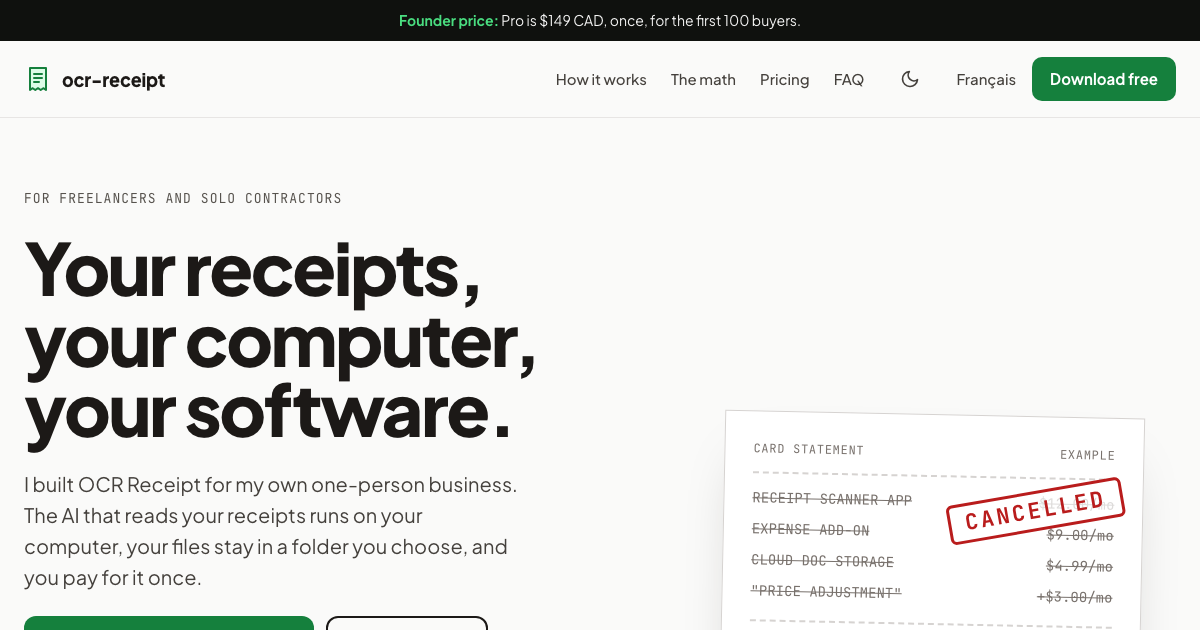 Founder price: Pro is $149 CAD, once, for the first 100 buyers.
ocr-receipt
How it works
The math
Pricing
FAQ
Français
Download free
FOR FREELANCERS AND SOLO CONTRACTORS
Your receipts,
your computer,
your software.
I built OCR Receipt for my own one-person business.
The AI that reads your receipts runs on your
computer, your files stay in a folder you choose, and
you pay for it once.
CARD STATEMENT EXAMPLE
RECEIPT SCANNER APP
CANCELLED
EXPENSE ADD-ON $9.00/mo
CLOUD DOC STORAGE $4.99/mo
"PRICE ADJUSTMENT" +$3.00/mo